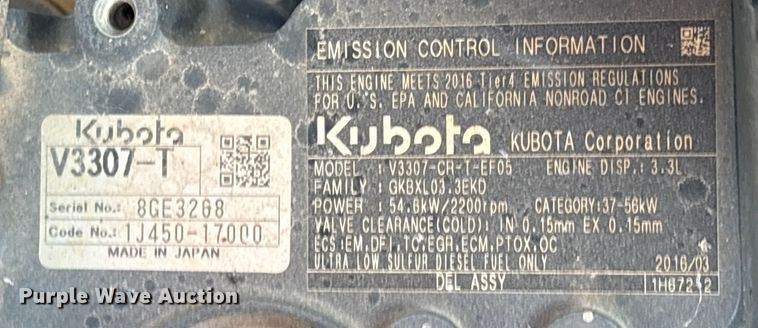 Kubota
V3307-T
Serial No.: 8GE3268
Code No.: 1J450-17000
MADE IN JAPAN
EMISSION CONTROL INFORMATION
THIS ENGINE MEETS 2016 Tier4 EMISSION REGULATIONS
FOR U.S. EPA AND CALIFORNIA NONROAD CI ENGINES.
Kubota KUBOTA Corporation
MODEL : V3307-CR-T-EF05 ENGINE DISP.: 3.3L
FAMILY: GKBXL03.3EKD
POWER : 54.8kW/2200rpm CATEGORY:37-56kW
VALVE CLEARANCE(COLD): IN 0.15mm EX 0.15mm
ECS:EM,DFI,TC,EGR,ECM,PTOX,OC
ULTRA LOW SULFUR DIESEL FUEL ONLY 2016/03
DEL ASSY
Purple Wave Auction